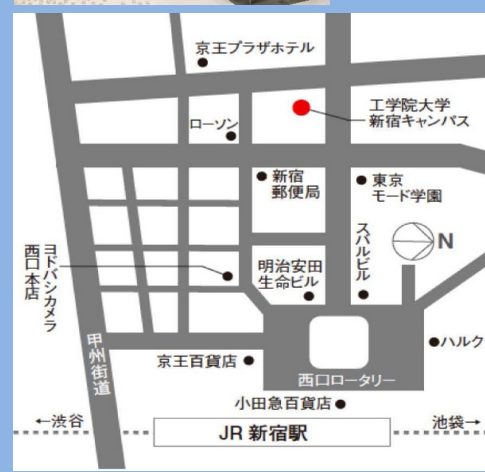 京王プラザホテル
工学院大学
新宿キャンパス
ローソン
新宿
郵便局
東京
モード学園
スバルビル
N
ヨドバシカメラ
西口本店
明治安田
生命ビル
甲州街道
ハルク
京王百貨店
西口ロータリー
小田急百貨店
←渋谷
池袋→
JR 新宿駅